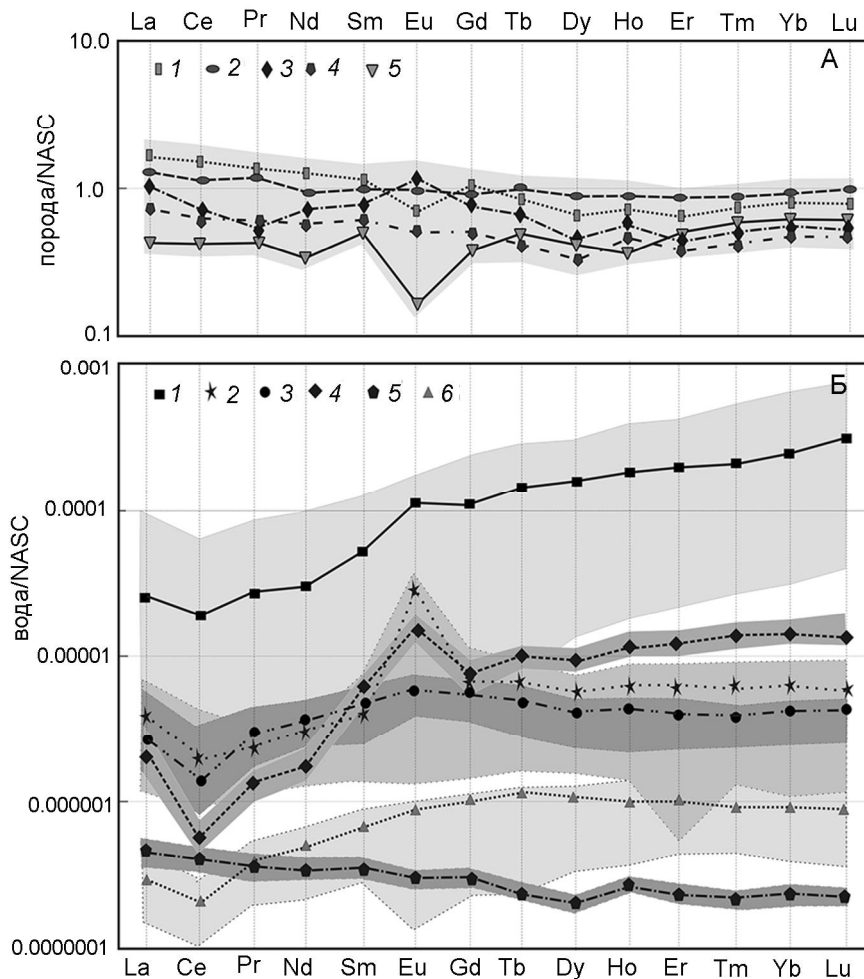 La Ce Pr Nd Sm Eu Gd Tb Dy Ho Er Tm Yb Lu
10.0
1 2 3 4 5
А
1.0
порода/NASC
0.1
0.001
1 2 3 4 5 6
Б
0.0001
0.00001
вода/NASC
0.000001
0.0000001
La Ce Pr Nd Sm Eu Gd Tb Dy Ho Er Tm Yb Lu